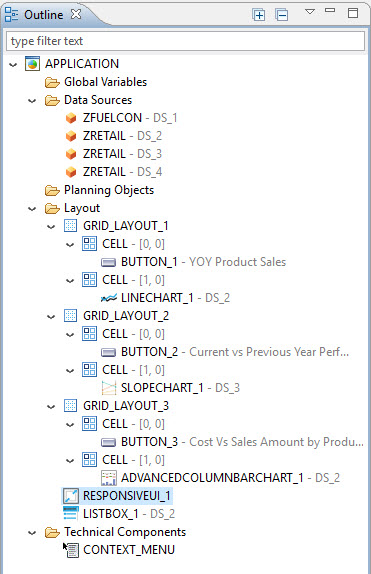 Outline
type filter text
APPLICATION
Global Variables
Data Sources
ZFUELCON - DS_1
ZRETAIL - DS_2
ZRETAIL - DS_3
ZRETAIL - DS_4
Planning Objects
Layout
GRID_LAYOUT_1
CELL - [0, 0]
BUTTON_1 - YOY Product Sales
CELL - [1, 0]
LINECHART_1 - DS_2
GRID_LAYOUT_2
CELL - [0, 0]
BUTTON_2 - Current vs Previous Year Perf...
CELL - [1, 0]
SLOPECHART_1 - DS_3
GRID_LAYOUT_3
CELL - [0, 0]
BUTTON_3 - Cost Vs Sales Amount by Produ...
CELL - [1, 0]
ADVANCEDCOLUMNBARCHART_1 - DS_2
RESPONSIVEUI_1
LISTBOX_1 - DS_2
Technical Components
CONTEXT_MENU